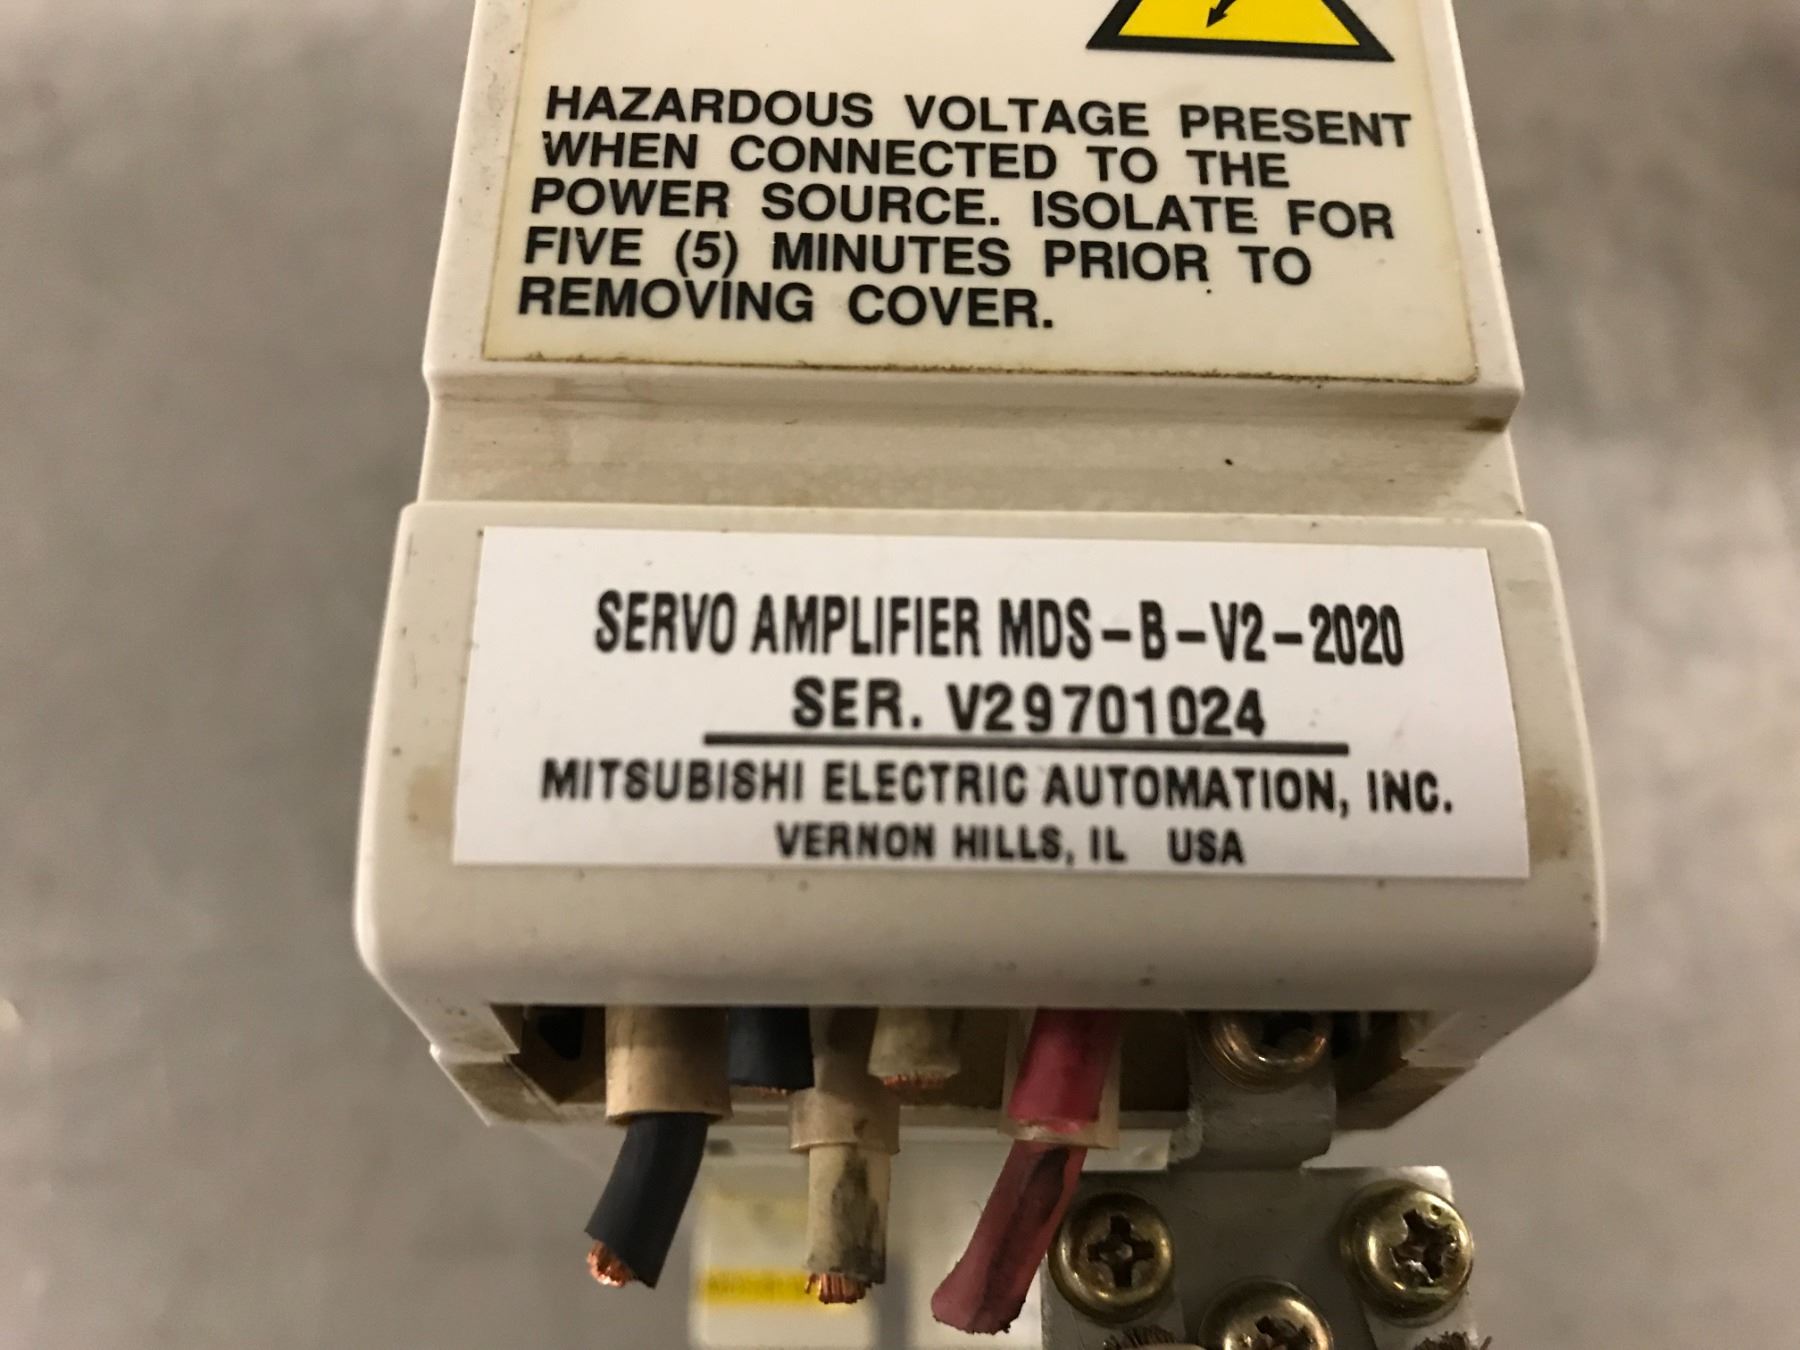 HAZARDOUS VOLTAGE PRESENT
WHEN CONNECTED TO THE
POWER SOURCE. ISOLATE FOR
FIVE (5) MINUTES PRIOR TO
REMOVING COVER.
SERVO AMPLIFIER MDS-B-V2-2020
SER. V29701024
MITSUBISHI ELECTRIC AUTOMATION, INC.
VERNON HILLS, IL USA